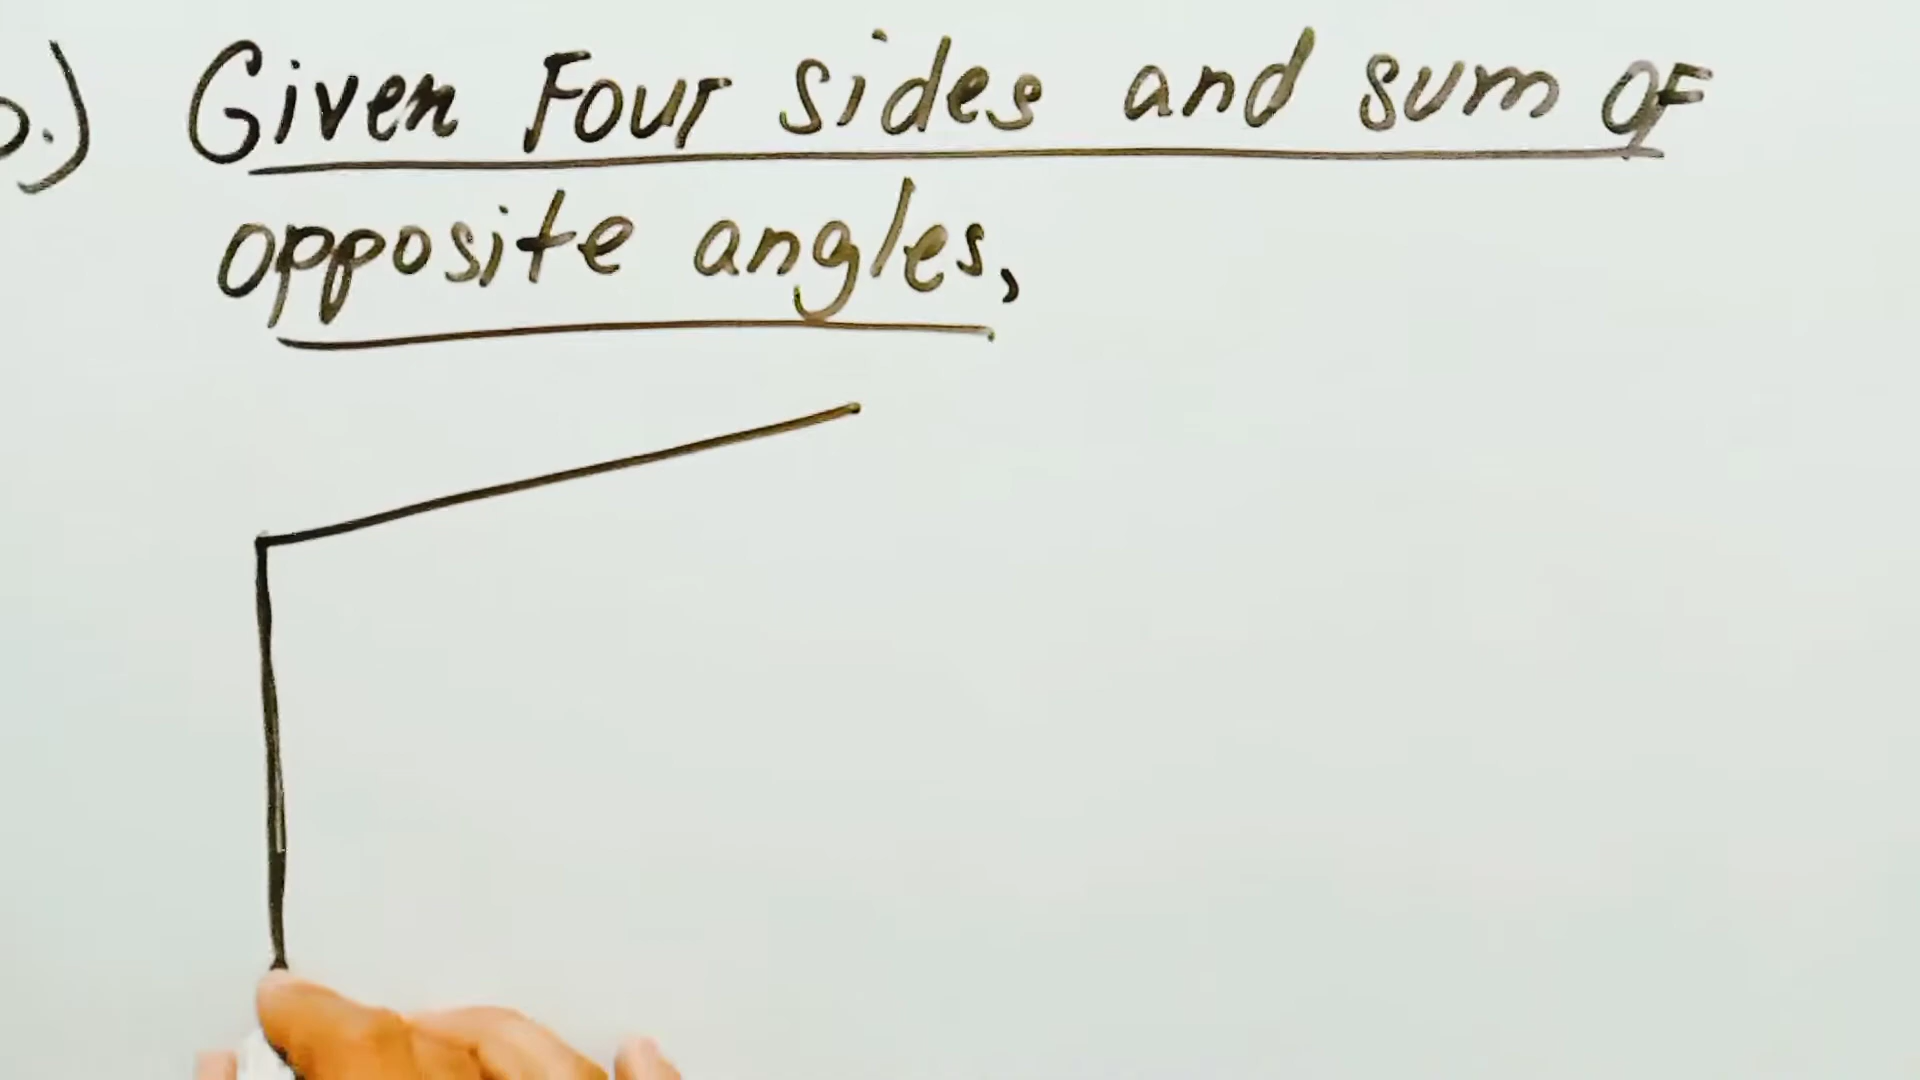 b.) Given Four sides and sum OF
opposite angles,